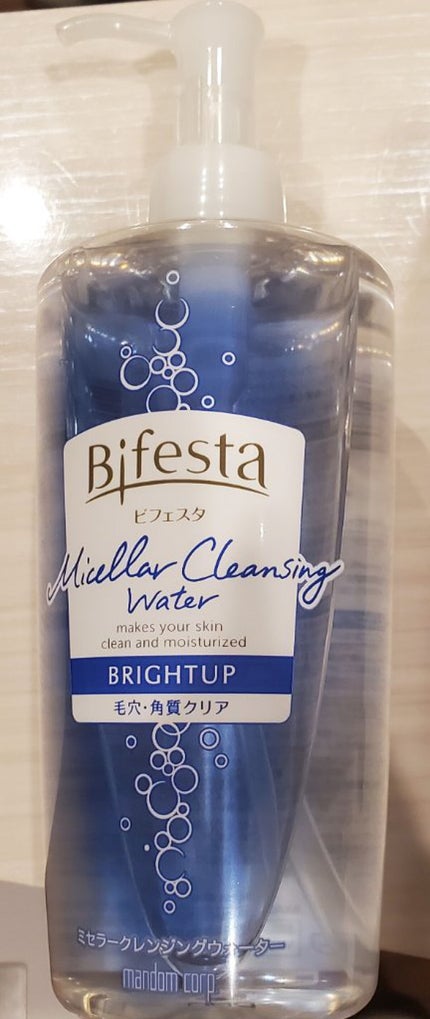 Bifesta
ビフェスタ
Micellar Cleansing
Water
makes your skin
clean and moisturized
BRIGHTUP
毛穴・角質クリア
ミセラークレンジングウォーター
mandom corp